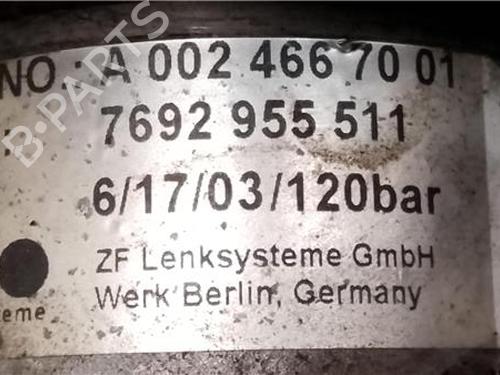 NO.: A 002 466 70 01
: 7692 955 511
6/17/03/120bar
ZF Lenksysteme GmbH
teme Werk Berlin, Germany
B-PARTS